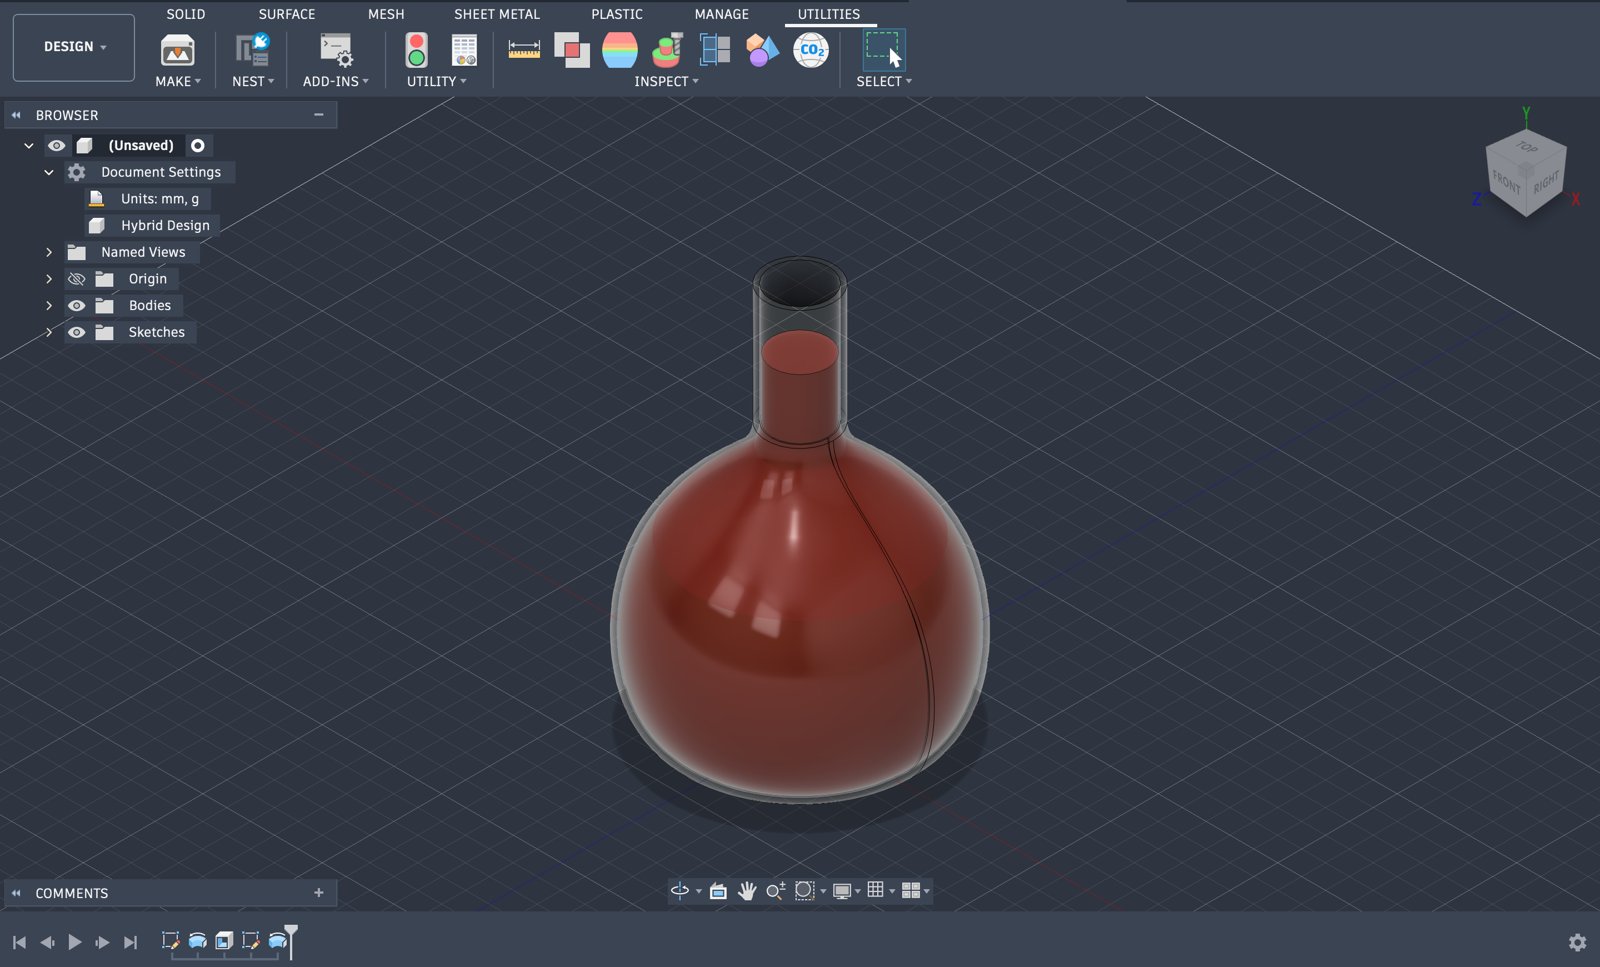 SOLID SURFACE MESH SHEET METAL PLASTIC MANAGE UTILITIES
DESIGN
CO₂
MAKE NEST ADD-INS UTILITY INSPECT SELECT
BROWSER
(Unsaved)
Document Settings
Units: mm, g
Hybrid Design
Named Views
Origin
Bodies
Sketches
Y
TOP
FRONT RIGHT
Z X
COMMENTS